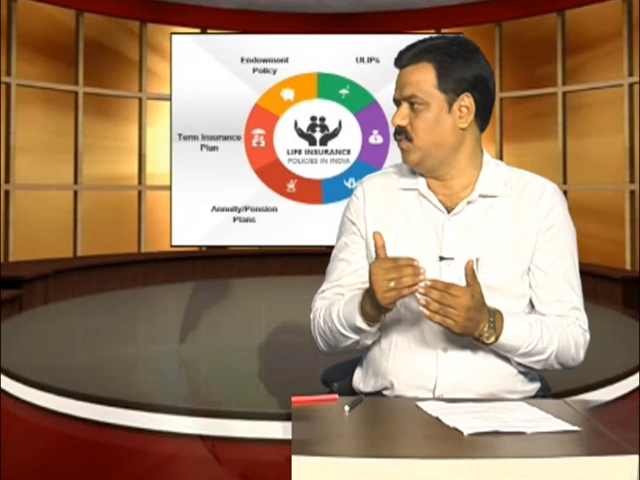 Endowment
Policy
ULIPs
Term Insurance
Plan
LIFE INSURANCE
POLICIES IN INDIA
Annuity/Pension
Plans